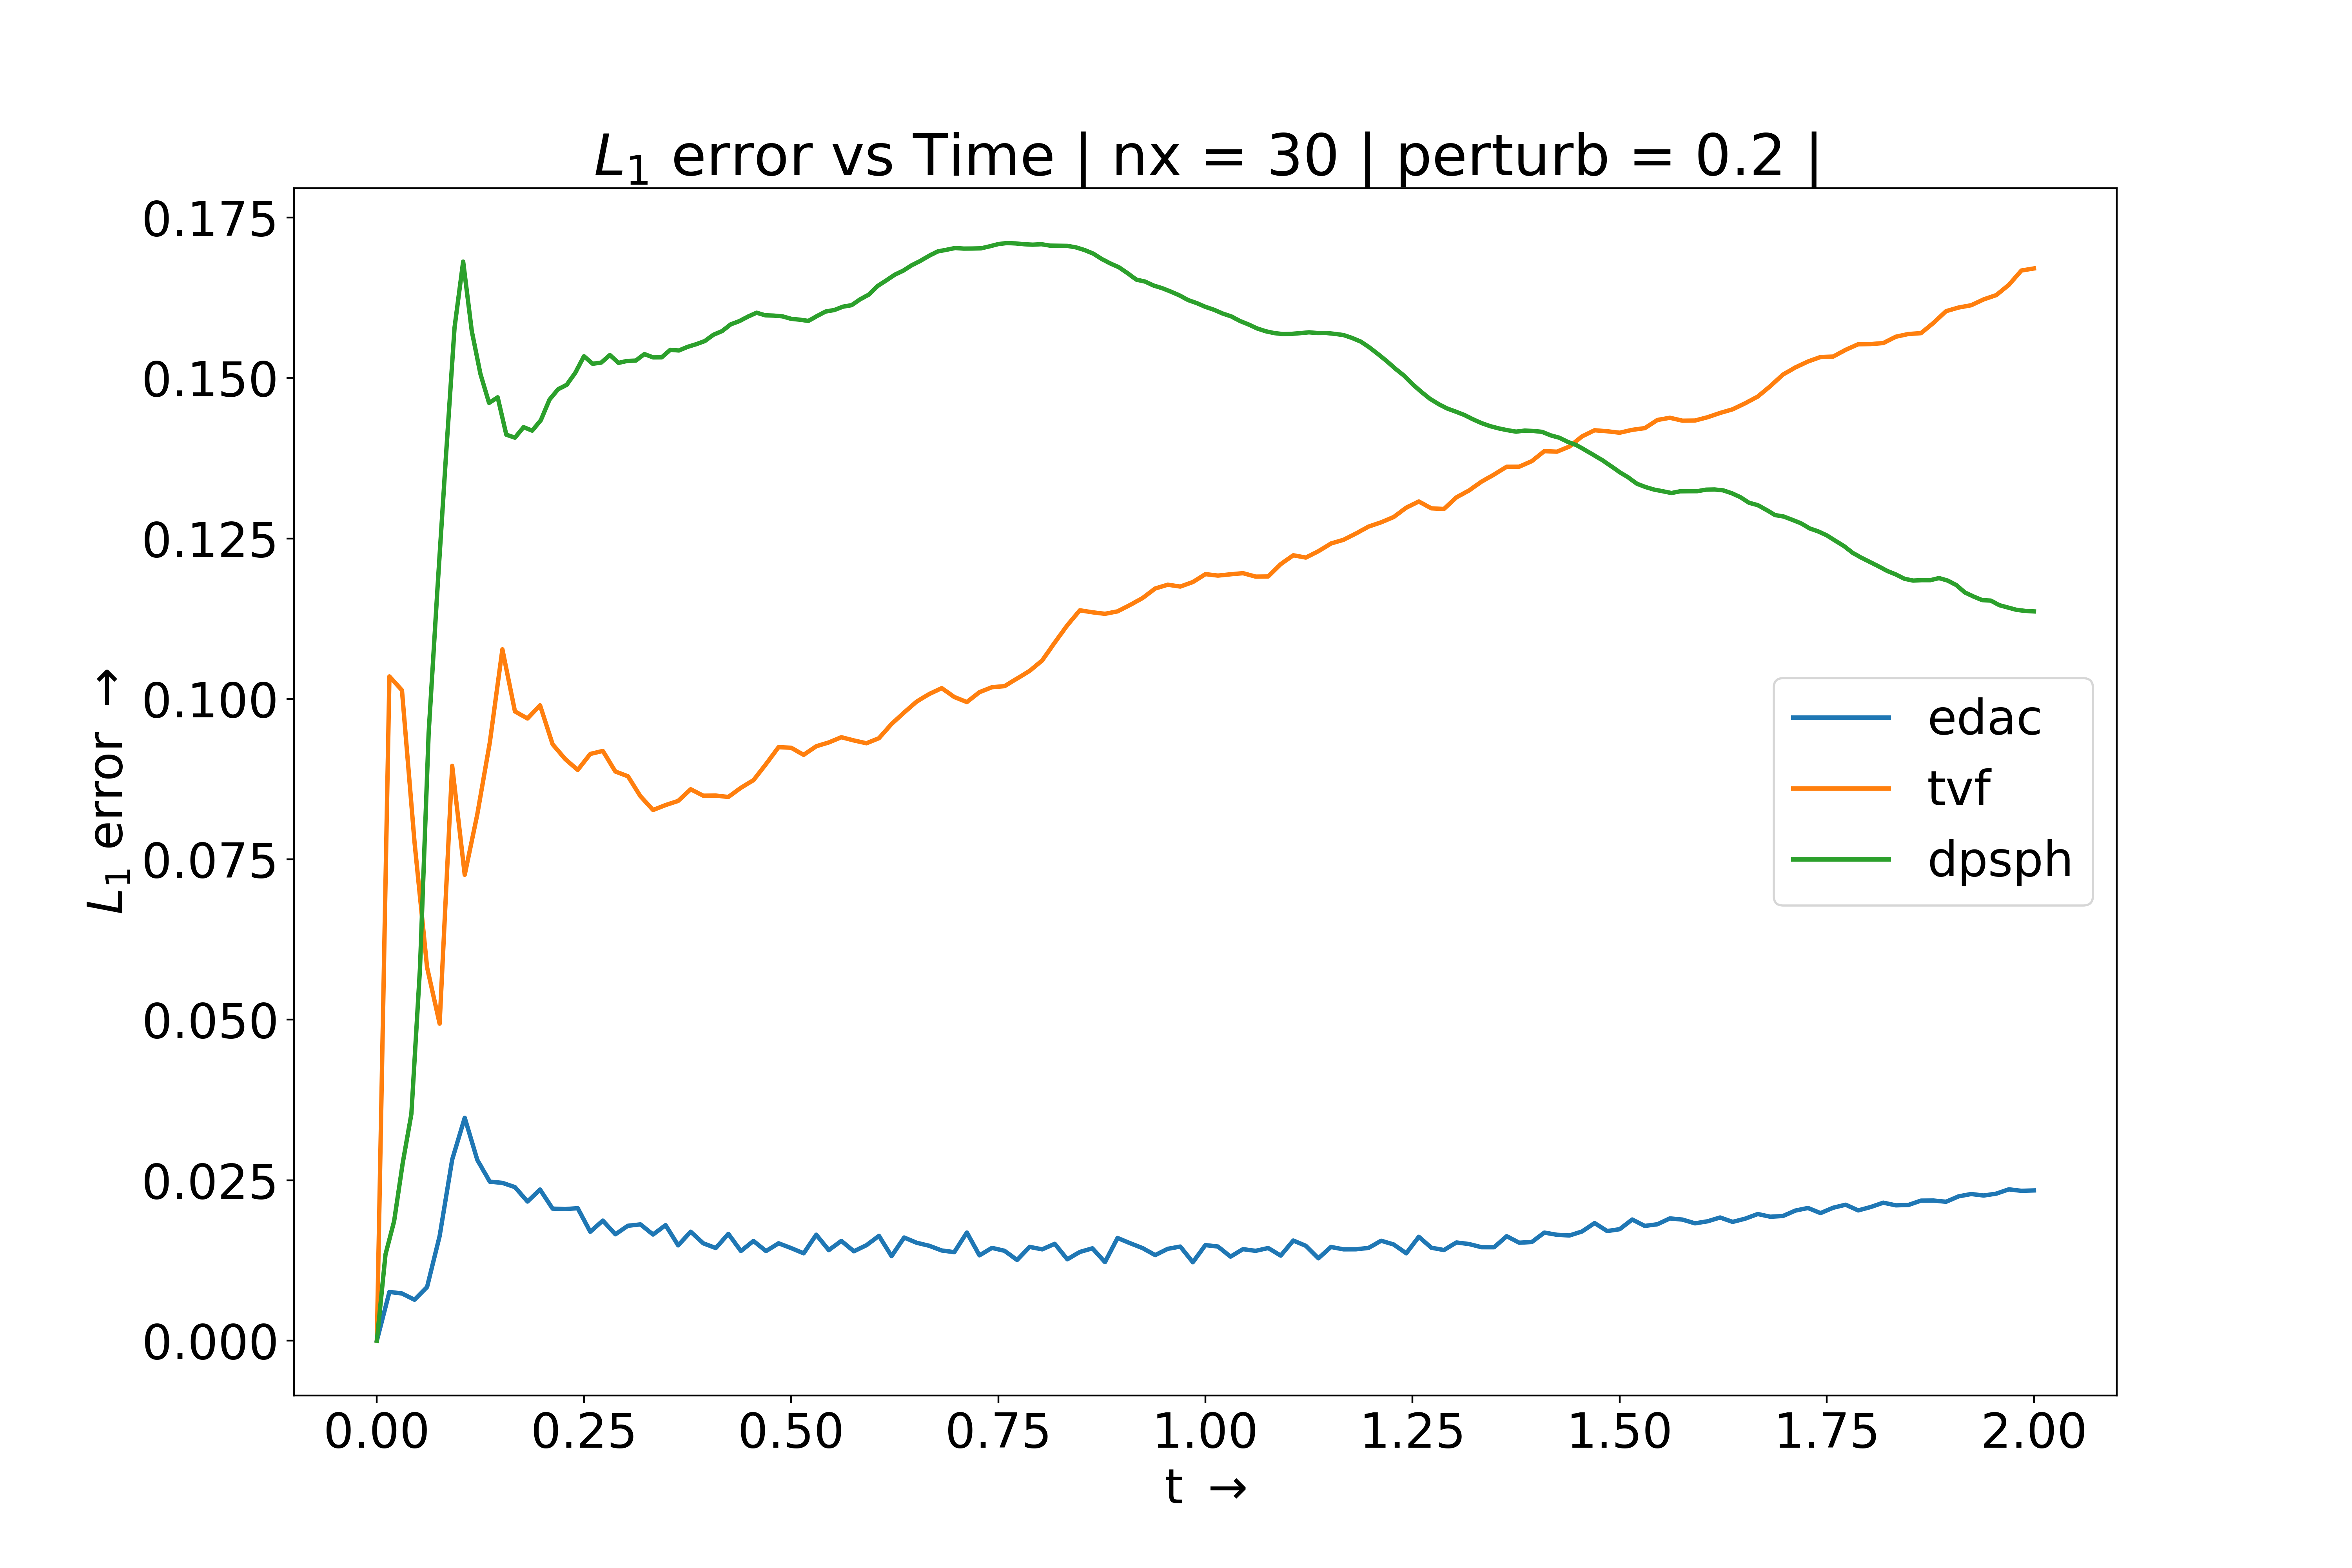 L1 error vs Time | nx = 30 | perturb = 0.2 |
0.175
0.150
0.125
0.100
0.075
0.050
0.025
0.000
L1 error →
edac
tvf
dpsph
0.00 0.25 0.50 0.75 1.00 1.25 1.50 1.75 2.00
t →